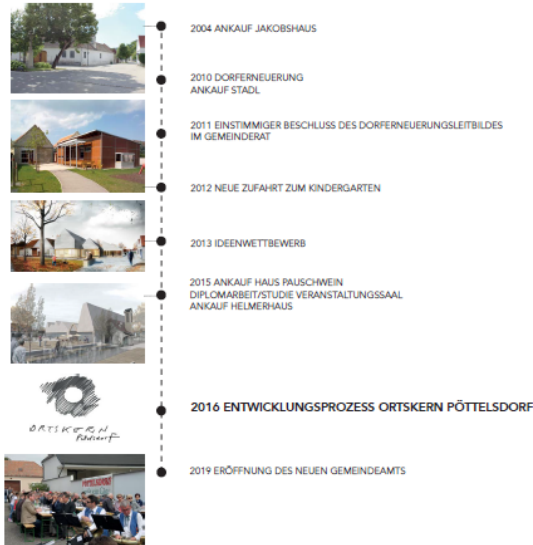 2004 ANKAUF JAKOBSHAUS
2010 DORFERNEUERUNG
ANKAUF STADL
2011 EINSTIMMIGER BESCHLUSS DES DORFERNEUERUNGSLEITBILDES
IM GEMEINDERAT
2012 NEUE ZUFAHRT ZUM KINDERGARTEN
2013 IDEENWETTBEWERB
2015 ANKAUF HAUS PAUSCHWEIN
DIPLOMARBEIT/STUDIE VERANSTALTUNGSSAAL
ANKAUF HELMERHAUS
2016 ENTWICKLUNGSPROZESS ORTSKERN PÖTTELSDORF
ORTSKERN
2019 ERÖFFNUNG DES NEUEN GEMEINDEAMTS